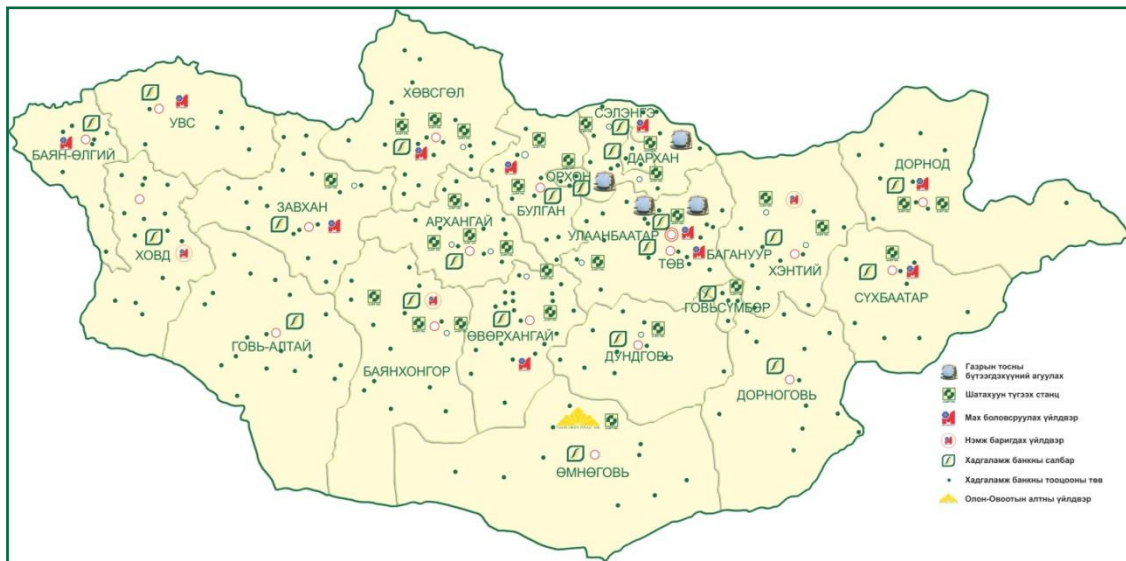 ХӨВСГӨЛ
УВС
СЭЛЭНГЭ
БАЯН-ӨЛГИЙ
ДАРХАН
ДОРНОД
ОРХОН
ЗАВХАН
БУЛГАН
АРХАНГАЙ
УЛААНБААТАР
БАГАНУУР
ХОВД
ТӨВ
ХЭНТИЙ
СҮХБААТАР
ГОВЬСҮМБЭР
ӨВӨРХАНГАЙ
ГОВЬ-АЛТАЙ
ДУНДГОВЬ
БАЯНХОНГОР
ДОРНОГОВЬ
ӨМНӨГОВЬ
Газрын тосны
бүтээгдэхүүний агуулах
Шатахуун түгээх станц
Мах боловсруулах үйлдвэр
Нэмж баригдах үйлдвэр
Хадгаламж банкны салбар
Хадгаламж банкны тооцооны төв
Олон-Овоотын алтны үйлдвэр